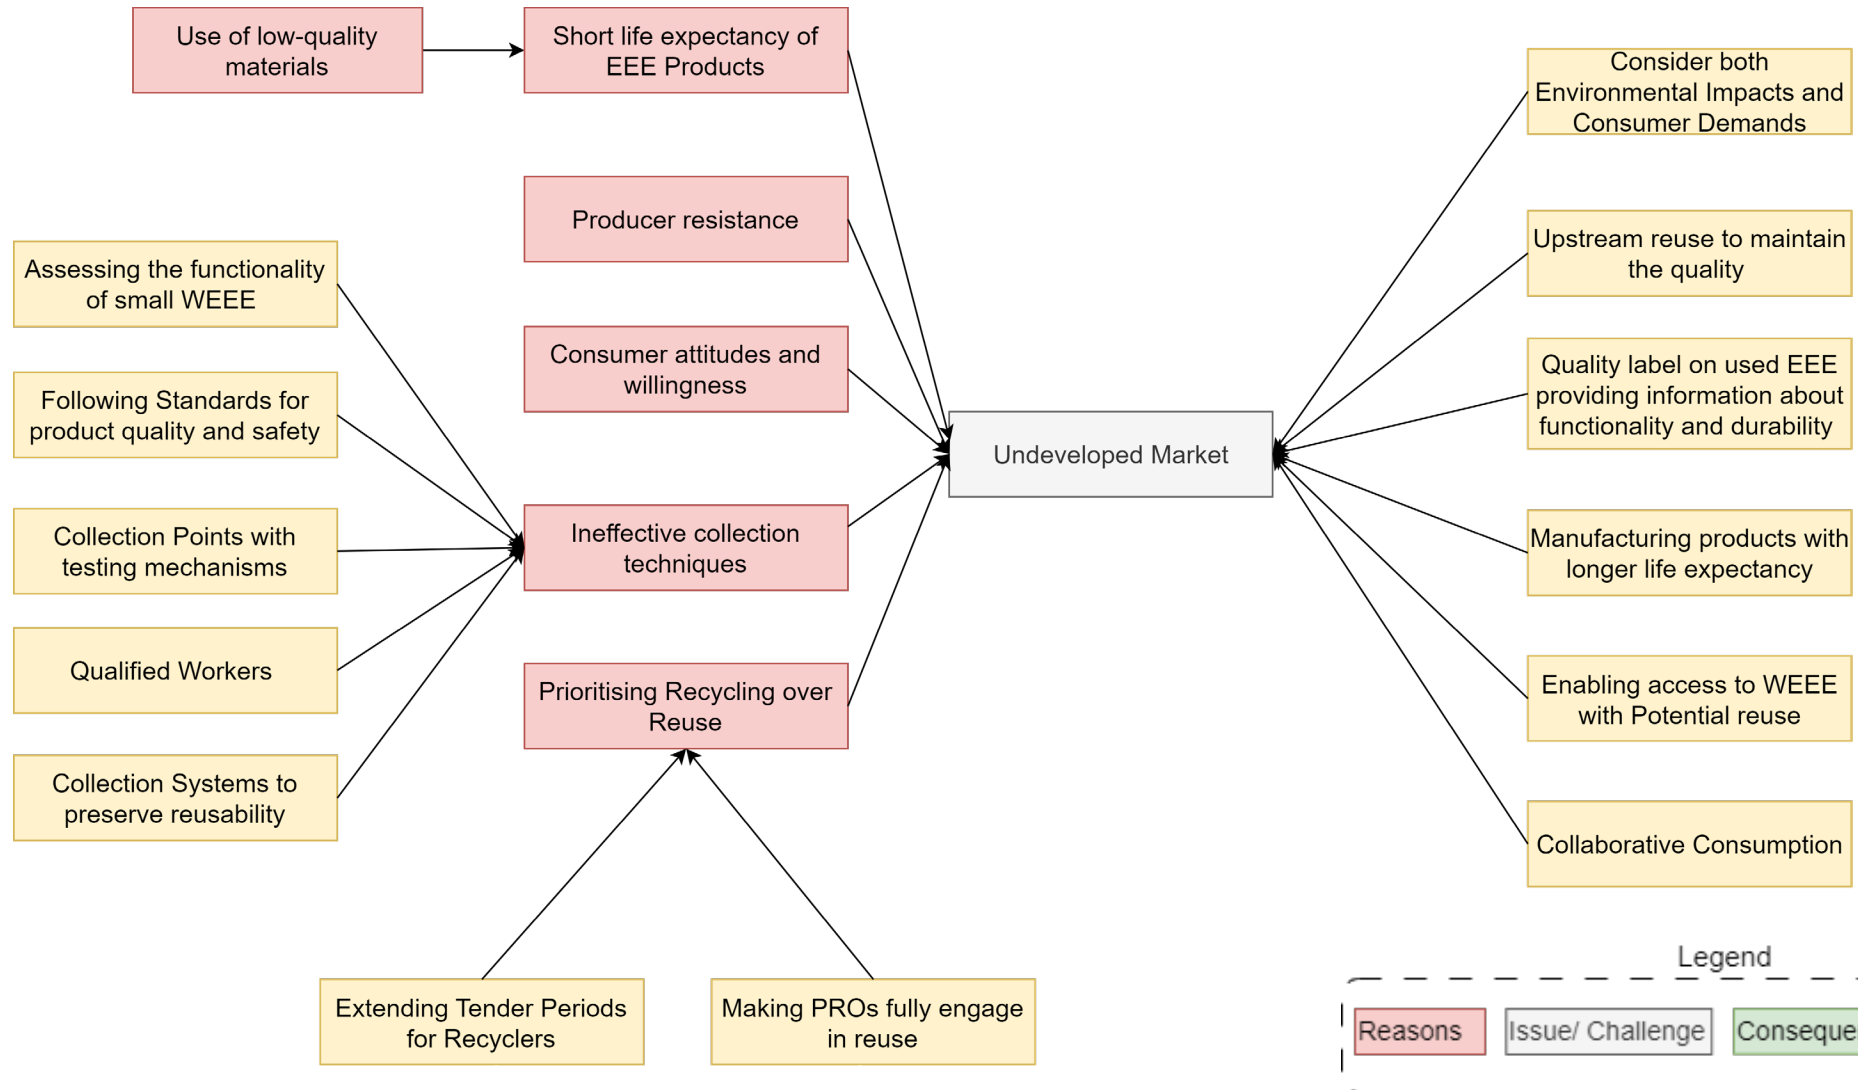 Use of low-quality
materials
Short life expectancy of
EEE Products
Consider both
Environmental Impacts and
Consumer Demands
Producer resistance
Upstream reuse to maintain
the quality
Assessing the functionality
of small WEEE
Consumer attitudes and
willingness
Quality label on used EEE
providing information about
functionality and durability
Following Standards for
product quality and safety
Undeveloped Market
Collection Points with
testing mechanisms
Ineffective collection
techniques
Manufacturing products with
longer life expectancy
Qualified Workers
Prioritising Recycling over
Reuse
Enabling access to WEEE
with Potential reuse
Collection Systems to
preserve reusability
Collaborative Consumption
Extending Tender Periods
for Recyclers
Making PROs fully engage
in reuse
Legend
Reasons
Issue/ Challenge
Conseque